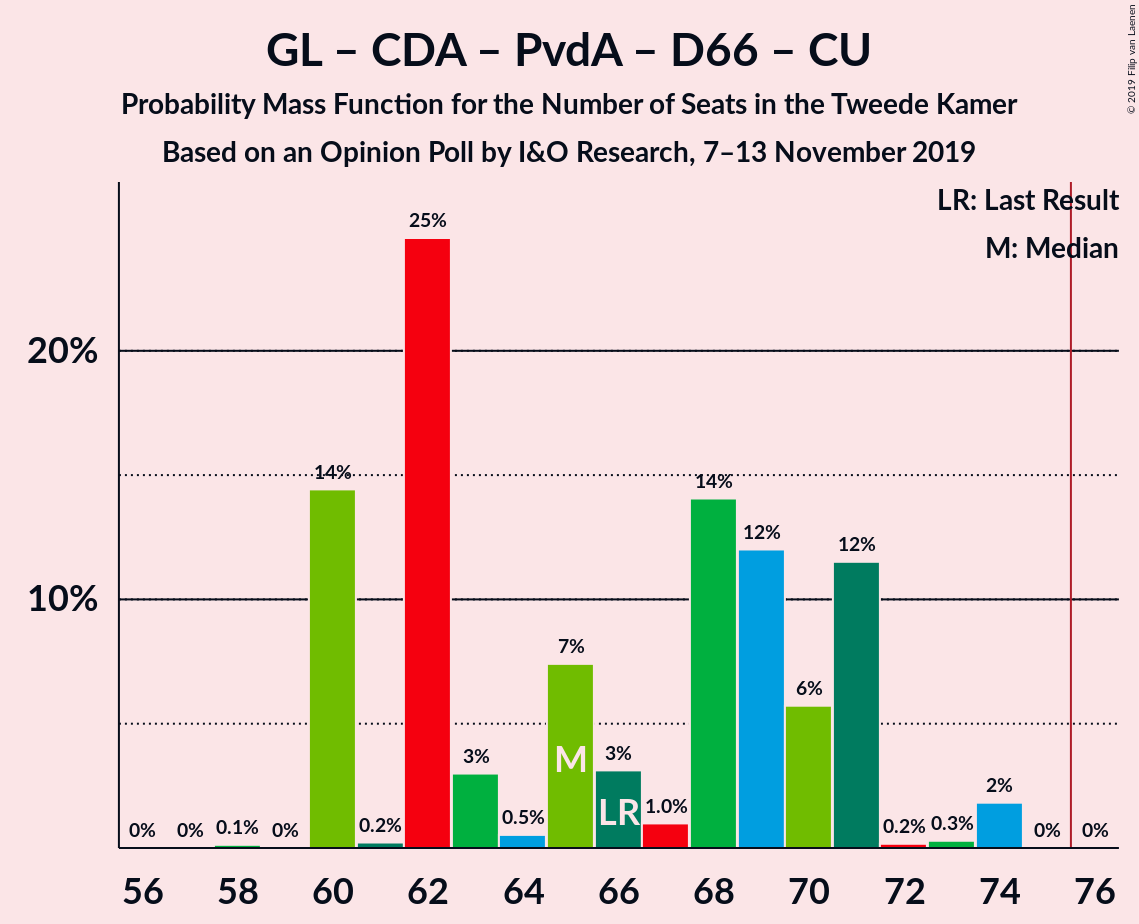 GL – CDA – PvdA – D66 – CU
Probability Mass Function for the Number of Seats in the Tweede Kamer
Based on an Opinion Poll by I&O Research, 7–13 November 2019
© 2019 Filip van Laenen
LR: Last Result
M: Median
20%
10%
0% 0% 0.1% 0% 14% 0.2% 25% 3% 0.5% 7% 3% 1.0% 14% 12% 6% 12% 0.2% 0.3% 2% 0% 0%
M
LR
56 58 60 62 64 66 68 70 72 74 76